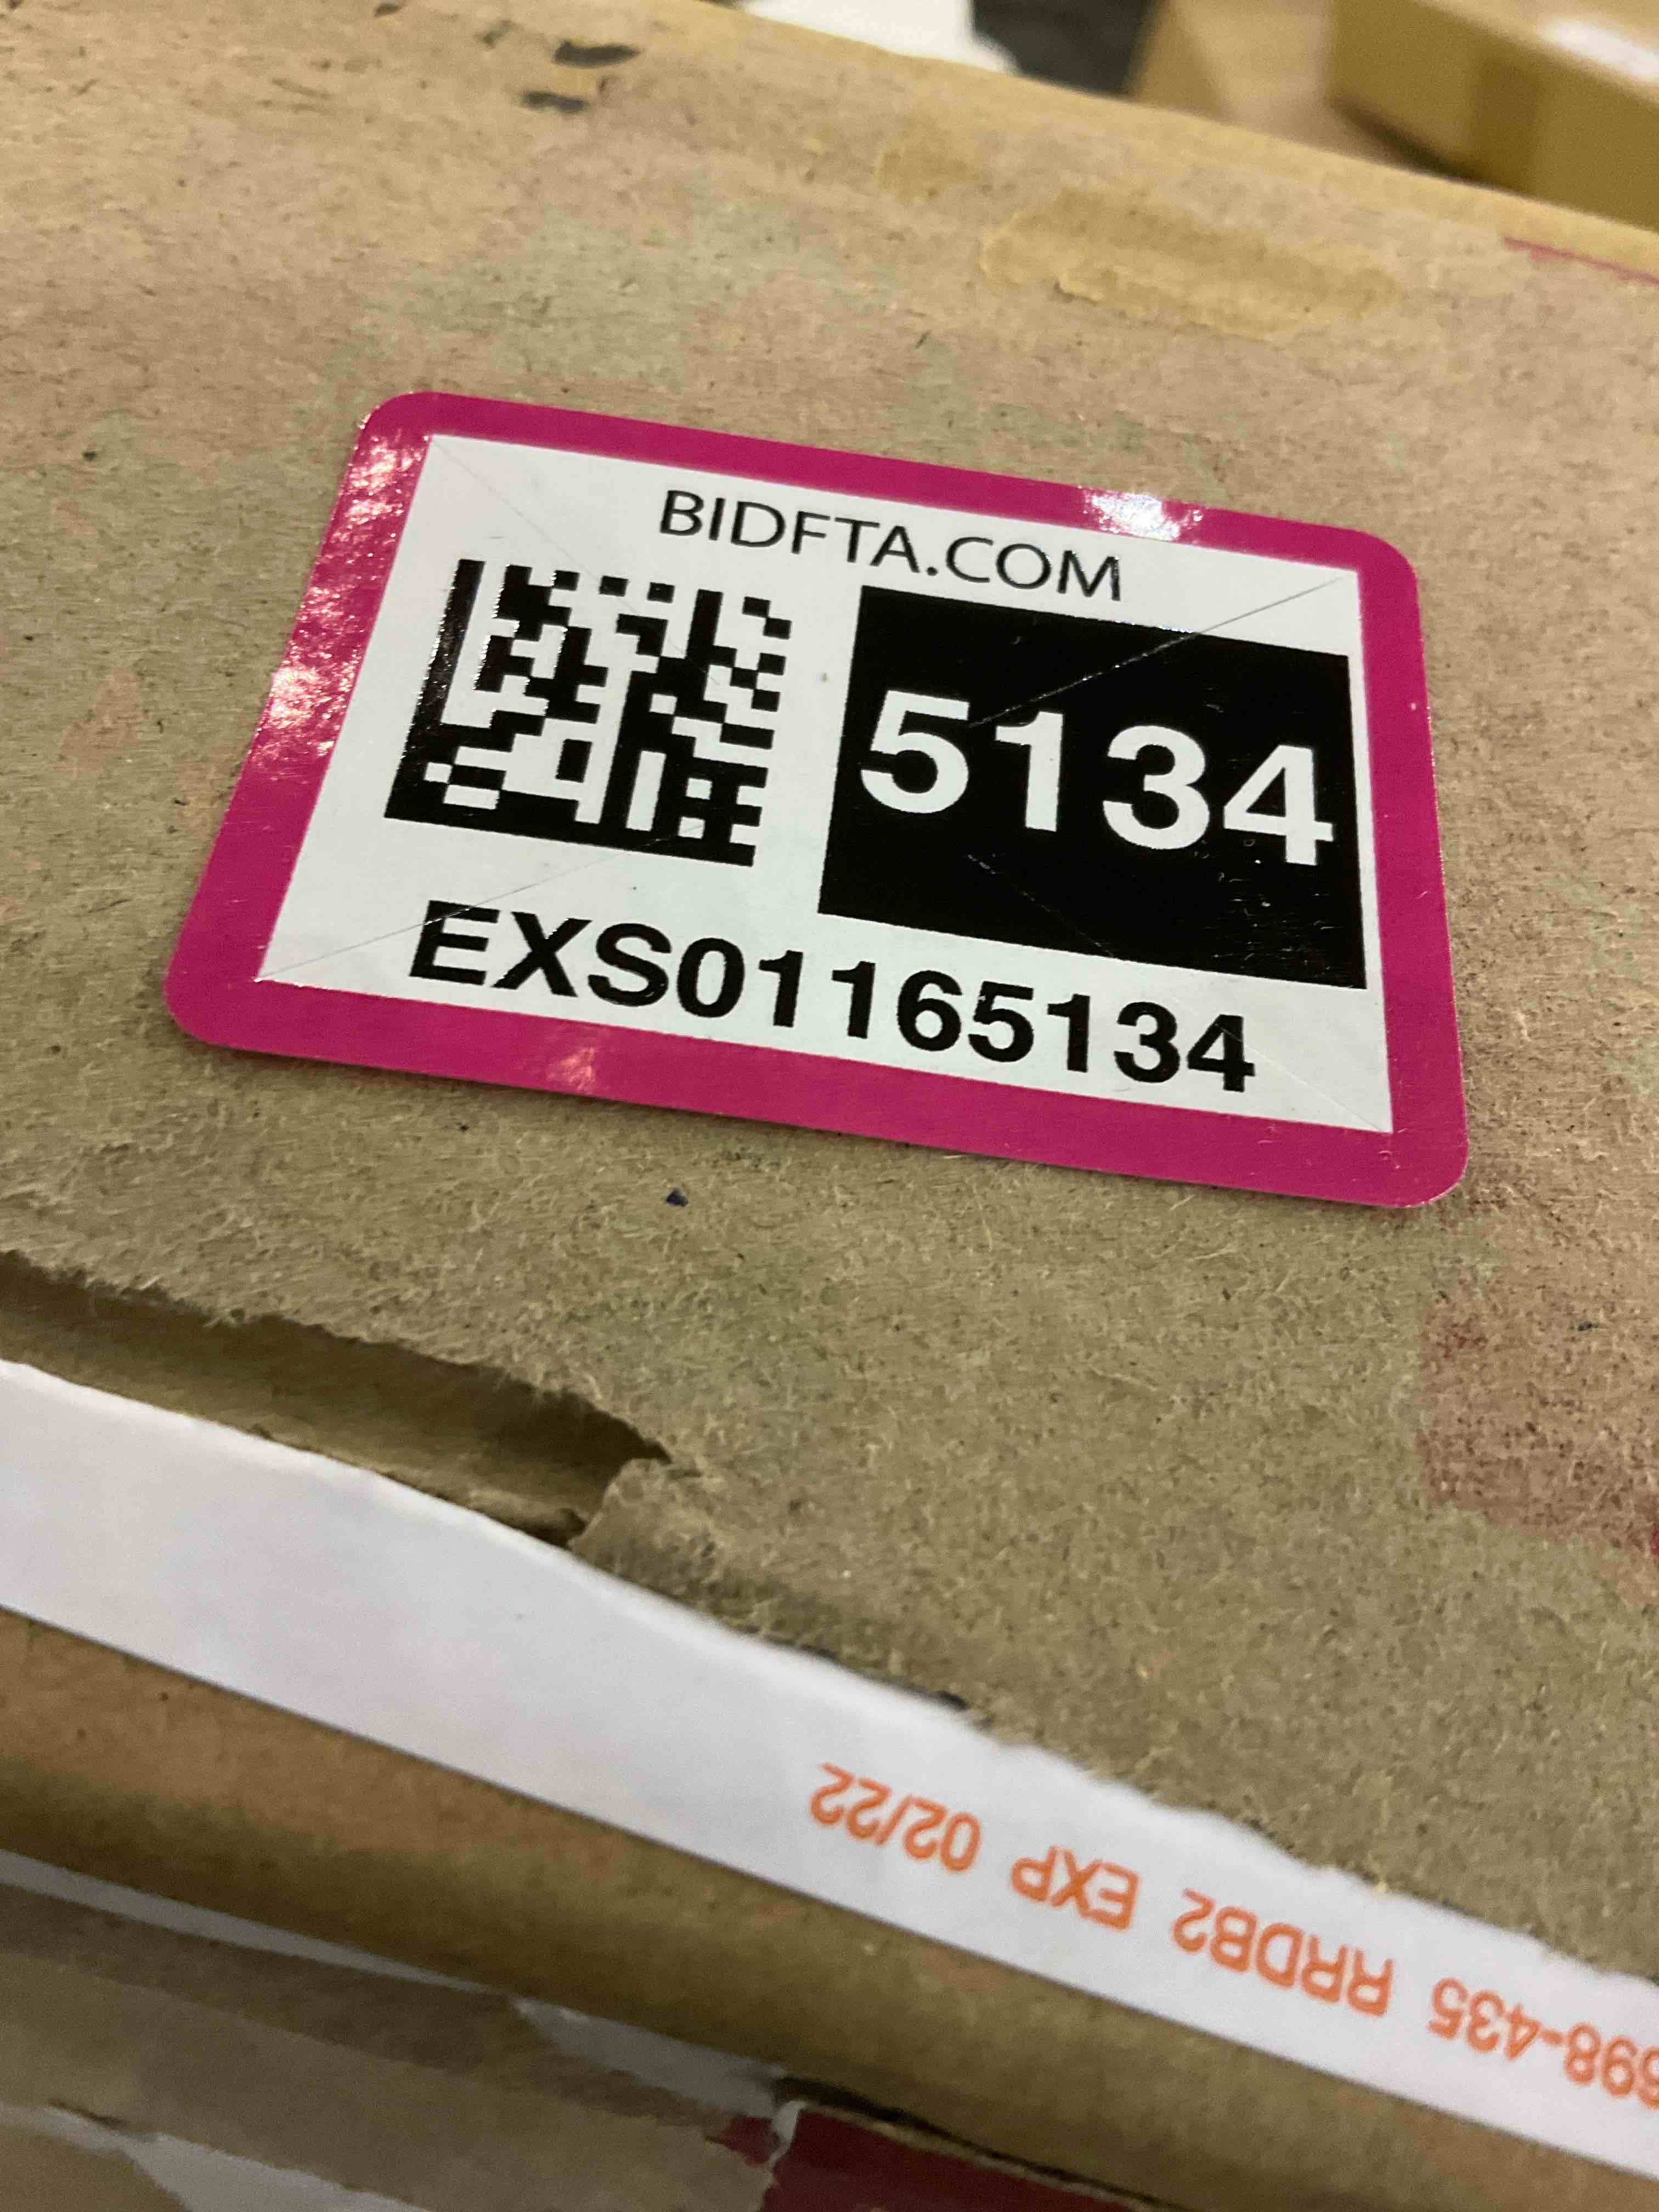 BIDFTA.COM
5134
EXS01165134
698-435 RRDB2 EXP 02/22